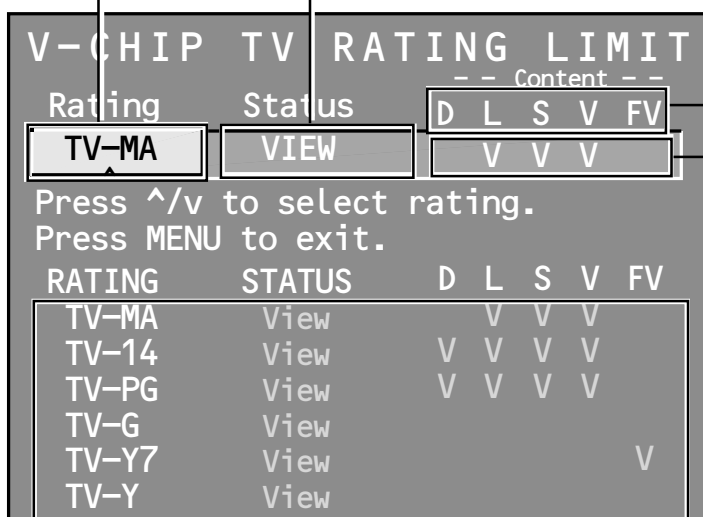 V-CHIP TV RATING LIMIT
-- Content --
Rating Status D L S V FV
TV-MA VIEW V V V
Press ^/v to select rating.
Press MENU to exit.
RATING STATUS D L S V FV
TV-MA View V V V
TV-14 View V V V V
TV-PG View V V V V
TV-G View
TV-Y7 View V
TV-Y View